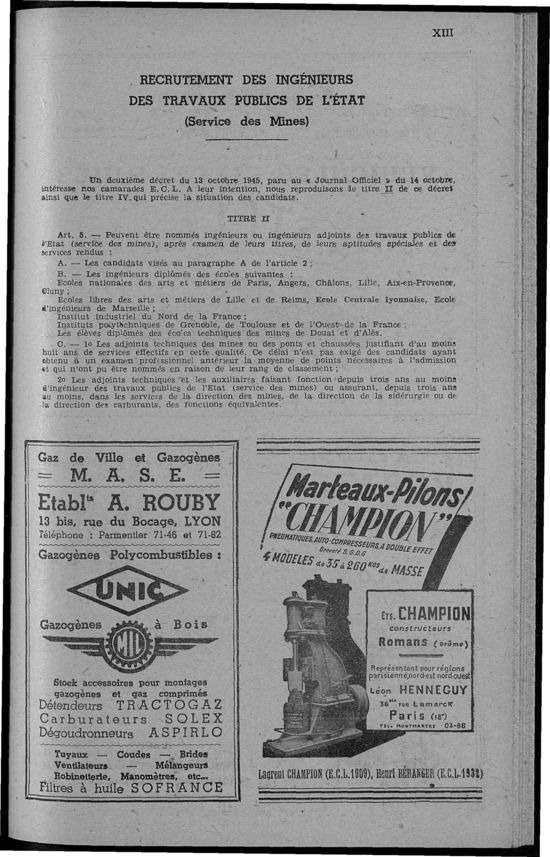 XIII
RECRUTEMENT DES INGÉNIEURS
DES TRAVAUX PUBLICS DE L'ÉTAT
(Service des Mines)
Un deuxième décret du 13 octobre 1945, paru au « Journal Officiel » du 14 octobre,
intéresse nos camarades E. C. L. A leur intention, nous reproduisons le titre II de ce décret
ainsi que le titre IV qui précise la situation des candidats.
TITRE II
Art. 5. — Peuvent être nommés ingénieurs ou ingénieurs adjoints des travaux publics de
l'Etat (service des mines), après examen de leurs titres, de leurs aptitudes spéciales et des
services rendus :
A. — Les candidats visés au paragraphe A de l'article 2 ;
B. — Les ingénieurs diplômés des écoles suivantes :
Ecoles nationales des arts et métiers de Paris, Angers, Châlons, Lille, Aix-en-Provence,
Cluny ;
Ecoles libres des arts et métiers de Lille et de Reims, Ecole Centrale lyonnaise, Ecole
d'ingénieurs de Marseille ;
Institut industriel du Nord de la France ;
Instituts polythchniques de Grenoble, de Toulouse et de l'Ouest de la France ;
Les élèves diplômés des écoles techniques des mines de Douai et d'Alès.
C. — 1o Les adjoints techniques des mines ou des ponts et chaussées justifiant d'au moins
huit ans de services effectifs en cette qualité. Ce délai n'est pas exigé des candidats ayant
obtenu à un examen professionnel antérieur la moyenne de points nécessaires à l'admission
et qui n'ont pu être nommés en raison de leur rang de classement ;
2o Les adjoints techniques et les auxiliaires faisant fonction depuis trois ans au moins
d'ingénieur des travaux publics de l'Etat (service des mines) ou assurant, depuis trois ans
au moins, dans les services de la direction des mines, de la direction de la sidérurgie ou de
la direction des carburants, des fonctions équivalentes.
Gaz de Ville et Gazogènes
M. A. S. E.
Etabl<sup>ts</sup> A. ROUBY
13 bis, rue du Bocage, LYON
Téléphone : Parmentier 71-46 et 71-82
Gazogènes Polycombustibles :
UNIC
Gazogènes à Bois
Stock accessoires pour montages
gazogènes et gaz comprimés
Détendeurs TRACTOGAZ
Carburateurs SOLEX
Dégoudronneurs ASPIRLO
Tuyaux — Coudes — Brides
Ventilateurs — Mélangeurs
Robinetterie, Manomètres, etc...
Filtres à huile SOFRANCE
Marteaux-Pilons
"CHAMPION"
PNEUMATIQUES, AUTO-COMPRESSEURS, A DOUBLE EFFET
Breveté S.G.D.G
4 MODELES de 35 à 260 KOS de MASSE
Ets. CHAMPION
constructeurs
Romans (Drôme)
Représentant pour régions
parisienne, nord-est nord-ouest
Léon HENNEGUY
36bis rue Lamarck
Paris (18e)
TEL. MONTMARTRE 03-86
Laurent CHAMPION (E.C.L. 1909), Henri BÉRANGER (E.C.L. 1932)